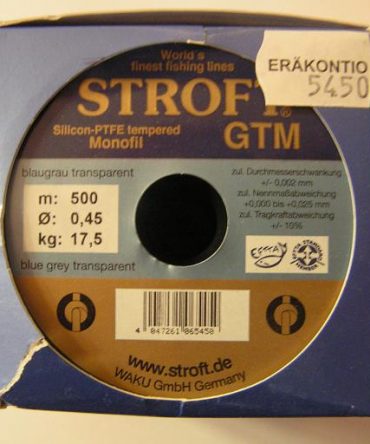 World's
finest fishing lines
STROFT®
GTM
Silicon-PTFE tempered
Monofil
ERÄKONTIO
5450
blaugrau transparent
m: 500
Ø: 0,45
kg: 17,5
blue grey transparent
zul. Durchmesserschwankung
+/- 0,002 mm
zul. Nennmaßabweichung
+0,000 bis +0,025 mm
zul. Tragkraftabweichung
+/- 10%
EFTTA
4 047261 065450
www.stroft.de
WAKU GmbH Germany